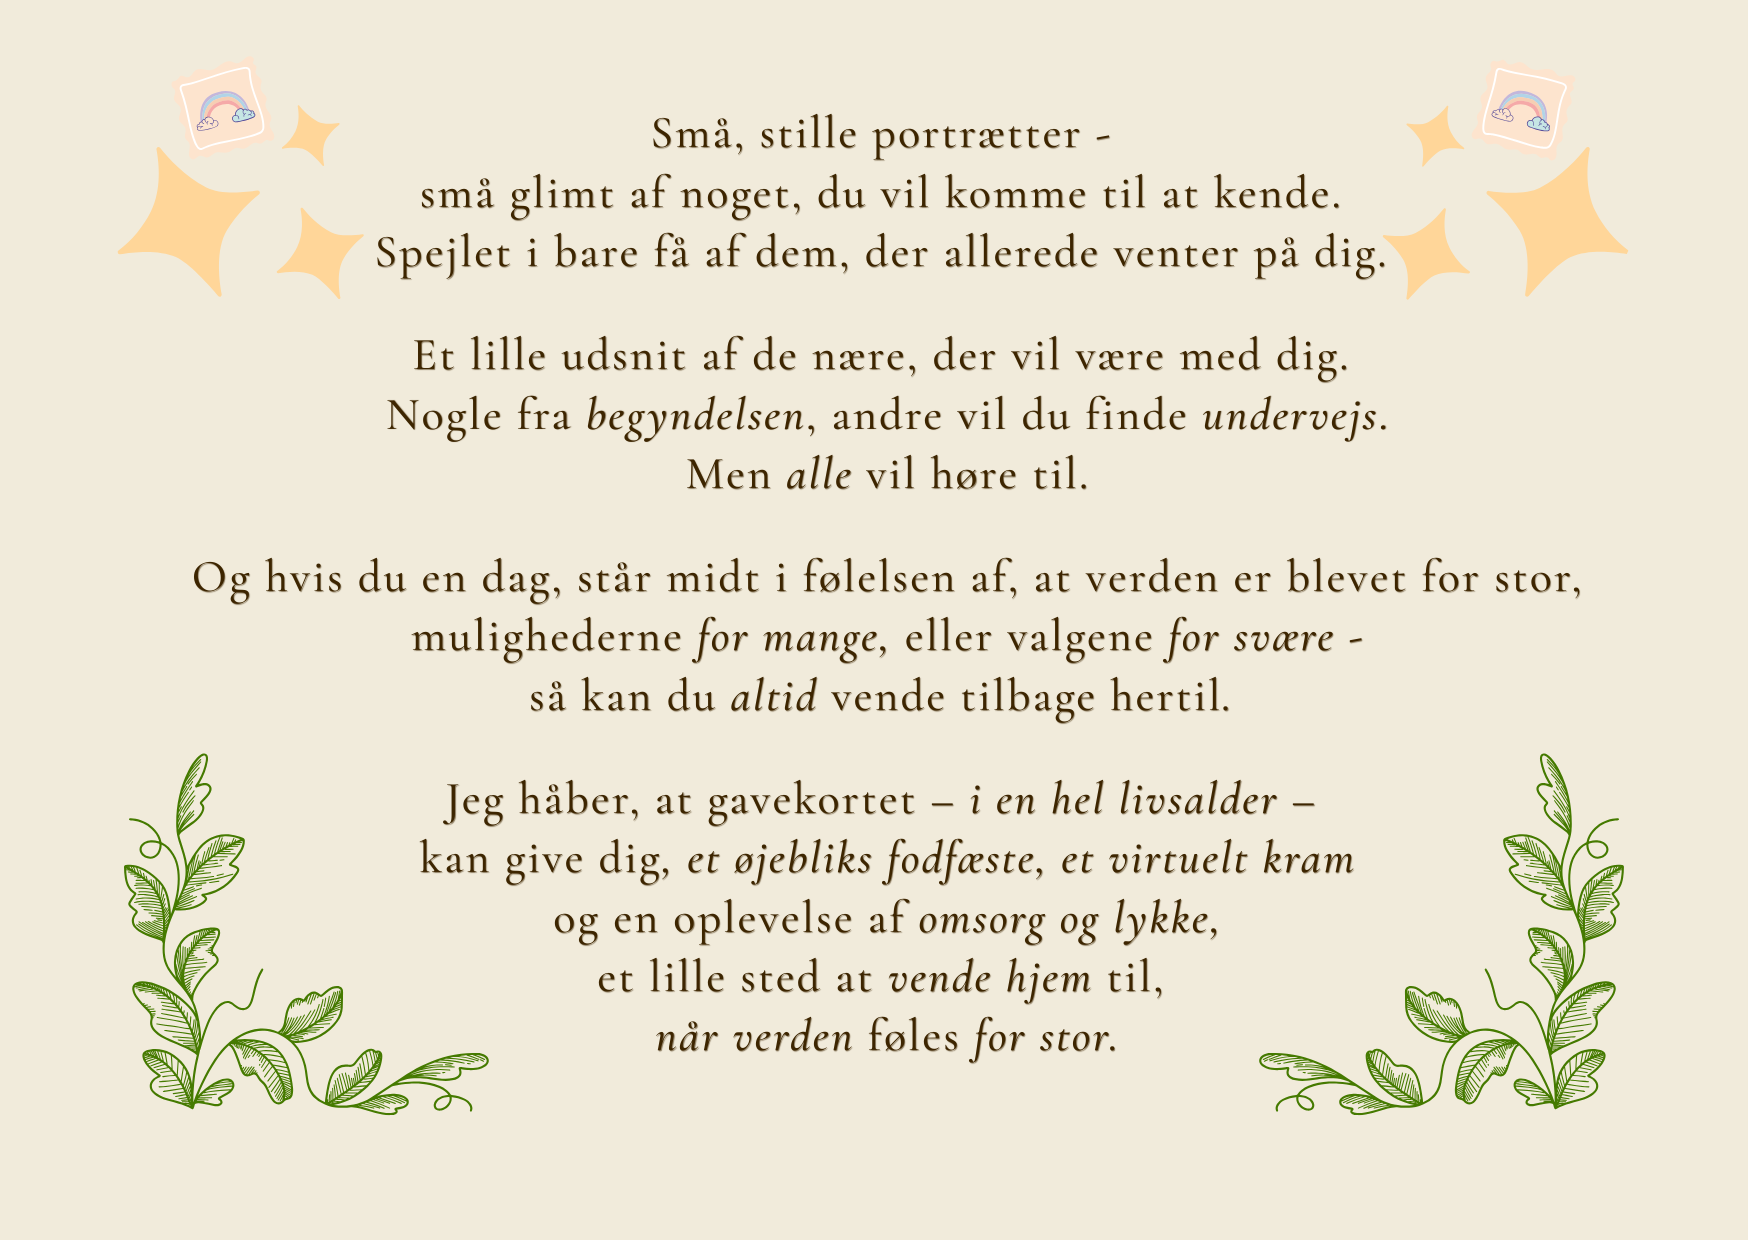 Små, stille portrætter -
små glimt af noget, du vil komme til at kende.
Spejlet i bare få af dem, der allerede venter på dig.
Et lille udsnit af de nære, der vil være med dig.
Nogle fra begyndelsen, andre vil du finde undervejs.
Men alle vil høre til.
Og hvis du en dag, står midt i følelsen af, at verden er blevet for stor,
mulighederne for mange, eller valgene for svære -
så kan du altid vende tilbage hertil.
Jeg håber, at gavekortet – i en hel livsalder –
kan give dig, et øjebliks fodfæste, et virtuelt kram
og en oplevelse af omsorg og lykke,
et lille sted at vende hjem til,
når verden føles for stor.